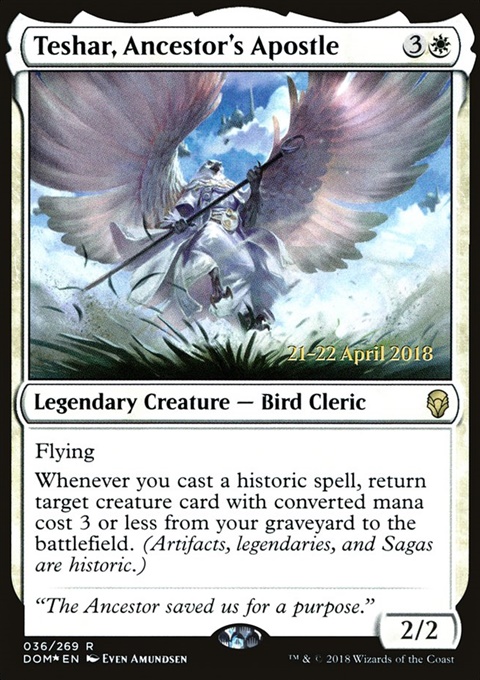 Teshar, Ancestor's Apostle 3
21–22 April 2018
Legendary Creature — Bird Cleric
Flying
Whenever you cast a historic spell, return
target creature card with converted mana
cost 3 or less from your graveyard to the
battlefield. (Artifacts, legendaries, and Sagas
are historic.)
“The Ancestor saved us for a purpose.”
2/2
036/269 R
DOM★EN Even Amundsen
™ & © 2018 Wizards of the Coast